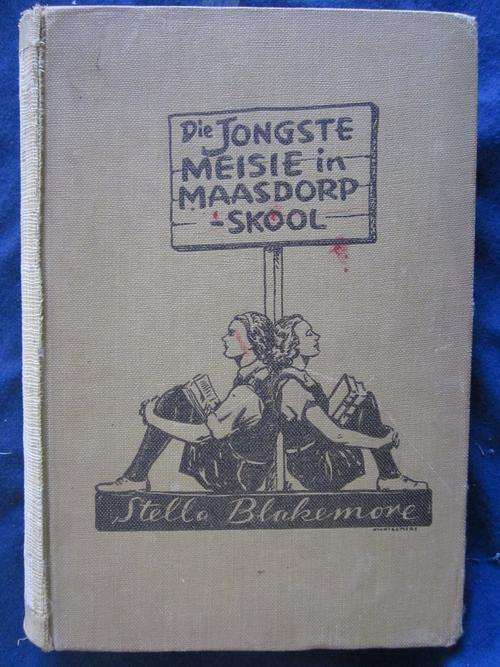 Die JONGSTE
MEISIE in
MAASDORP
-SKOOL
Stella Blakemore